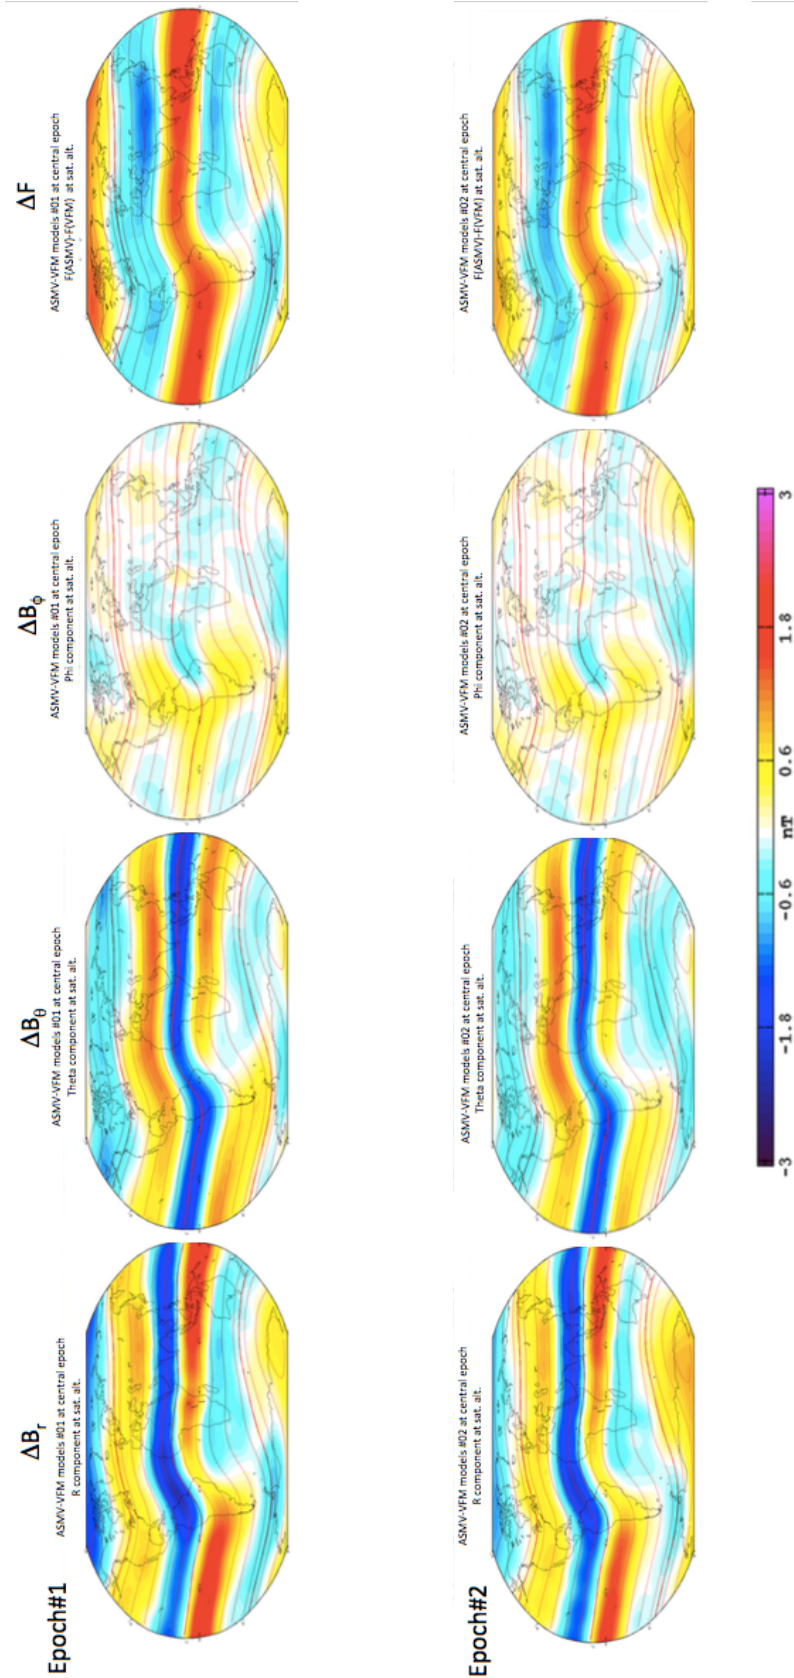 ΔF
ASMV-VFM models #01 at central epoch
F(ASMV)-F(VFM) at sat. alt.
ASMV-VFM models #02 at central epoch
F(ASMV)-F(VFM) at sat. alt.
ΔBϕ
ASMV-VFM models #01 at central epoch
Phi component at sat. alt.
ASMV-VFM models #02 at central epoch
Phi component at sat. alt.
ΔBθ
ASMV-VFM models #01 at central epoch
Theta component at sat. alt.
ASMV-VFM models #02 at central epoch
Theta component at sat. alt.
ΔBr
ASMV-VFM models #01 at central epoch
R component at sat. alt.
ASMV-VFM models #02 at central epoch
R component at sat. alt.
Epoch#1
Epoch#2
-3 -1.8 -0.6 nT 0.6 1.8 3